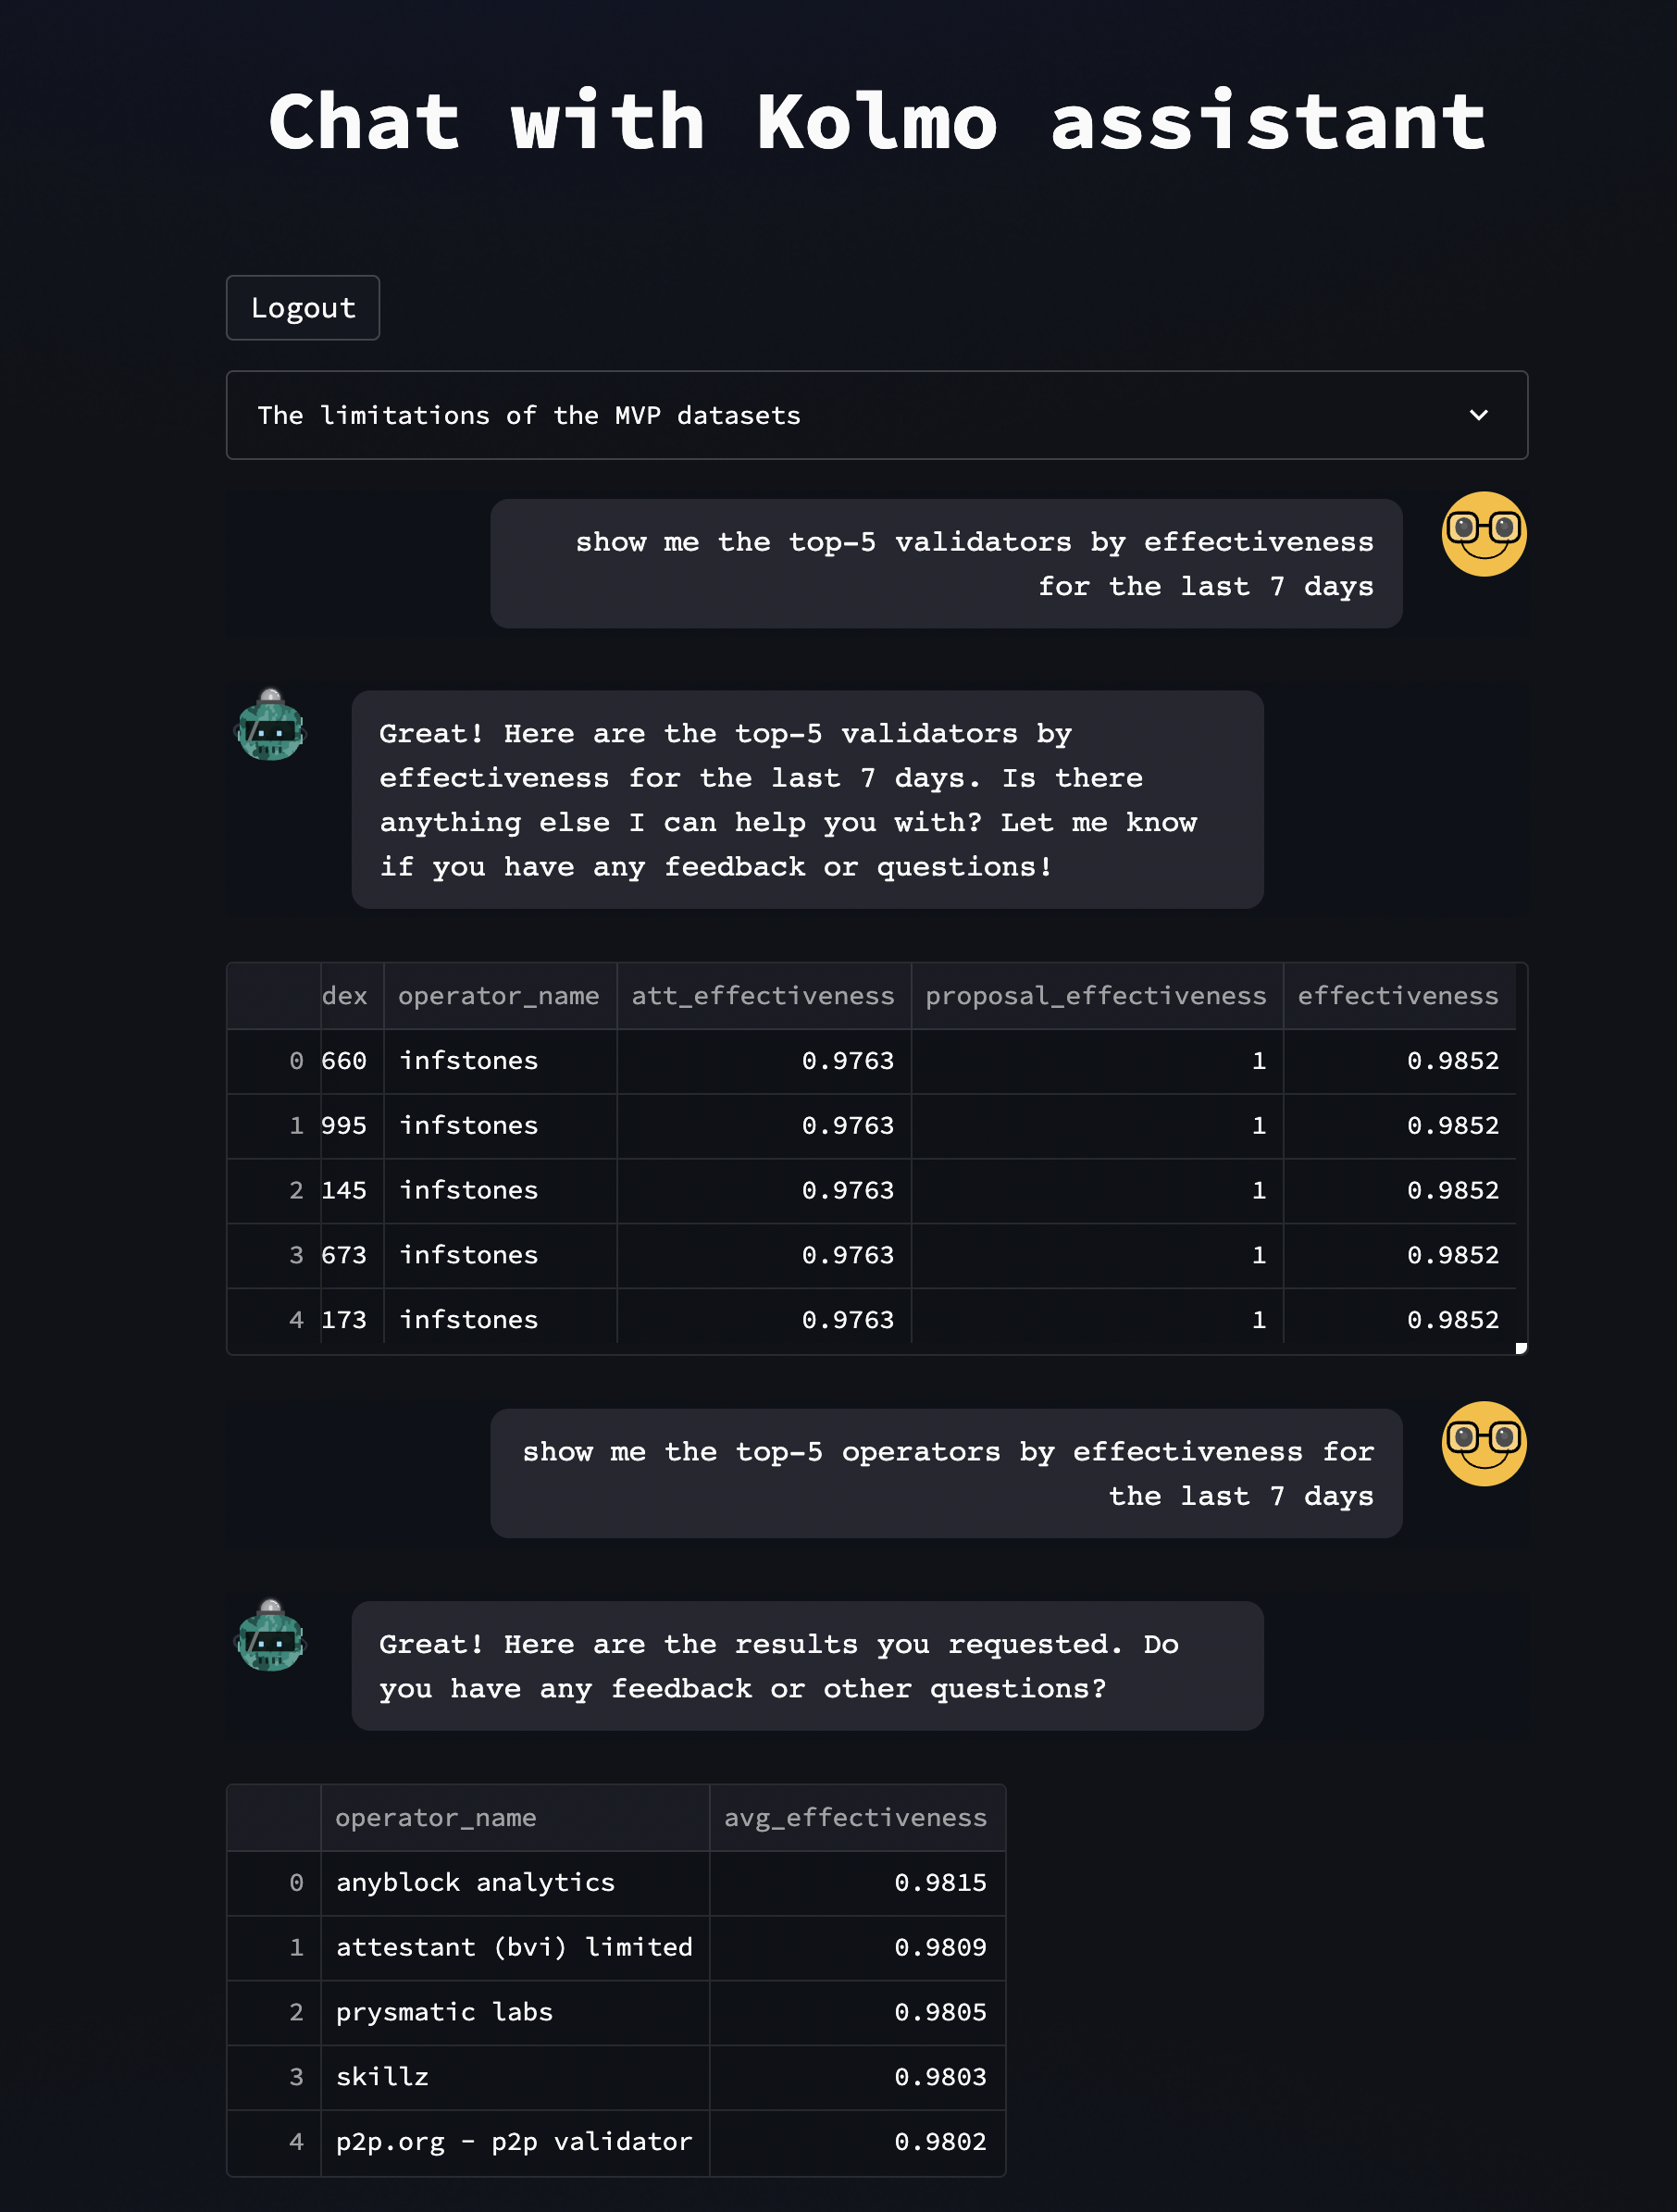 Chat with Kolmo assistant
Logout
The limitations of the MVP datasets
show me the top-5 validators by effectiveness
for the last 7 days
Great! Here are the top-5 validators by
effectiveness for the last 7 days. Is there
anything else I can help you with? Let me know
if you have any feedback or questions!
dex operator_name att_effectiveness proposal_effectiveness effectiveness
0 660 infstones 0.9763 1 0.9852
1 995 infstones 0.9763 1 0.9852
2 145 infstones 0.9763 1 0.9852
3 673 infstones 0.9763 1 0.9852
4 173 infstones 0.9763 1 0.9852
show me the top-5 operators by effectiveness for
the last 7 days
Great! Here are the results you requested. Do
you have any feedback or other questions?
operator_name avg_effectiveness
0 anyblock analytics 0.9815
1 attestant (bvi) limited 0.9809
2 prysmatic labs 0.9805
3 skillz 0.9803
4 p2p.org - p2p validator 0.9802